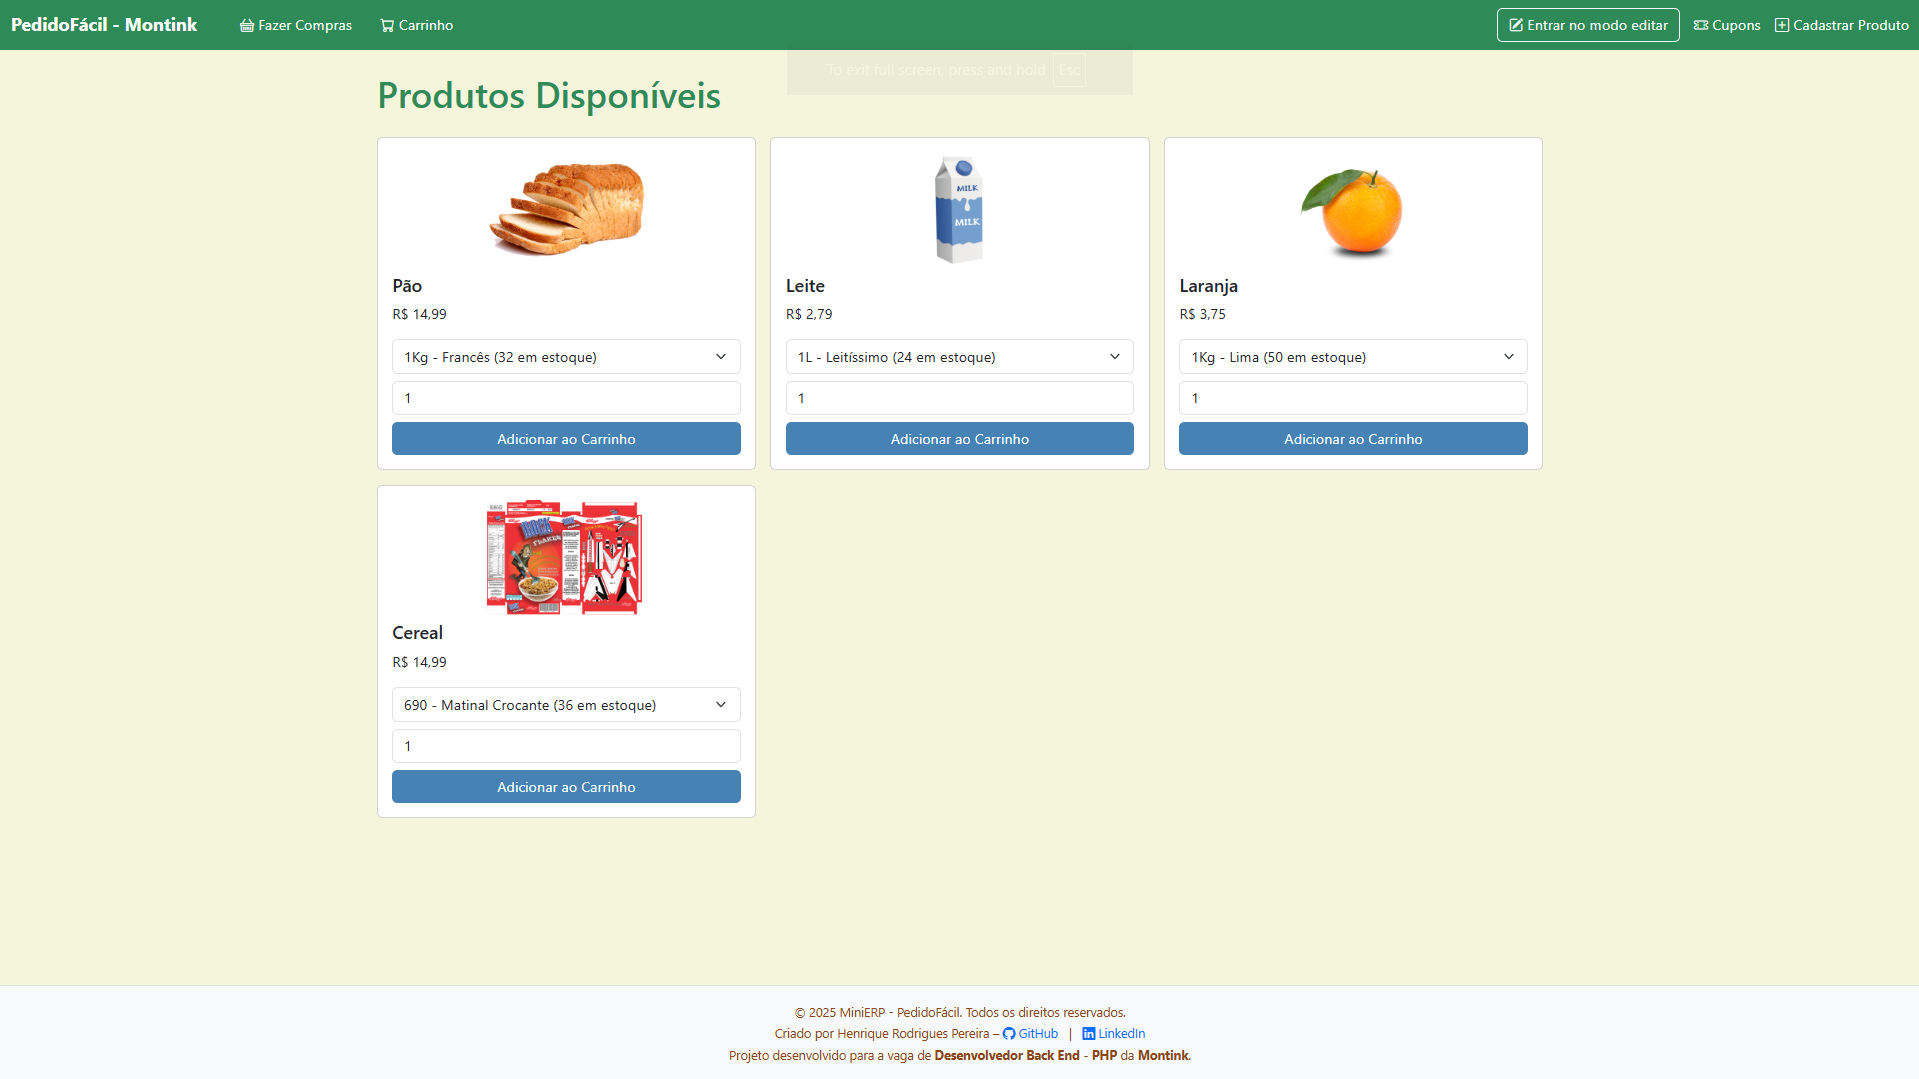 PedidoFácil - Montink
Fazer Compras
Carrinho
Entrar no modo editar
Cupons
Cadastrar Produto
To exit full screen, press and hold Esc
Produtos Disponíveis
MILK
MILK
Pão
R$ 14,99
1Kg - Francês (32 em estoque)
1
Adicionar ao Carrinho
Leite
R$ 2,79
1L - Leitíssimo (24 em estoque)
1
Adicionar ao Carrinho
Laranja
R$ 3,75
1Kg - Lima (50 em estoque)
1
Adicionar ao Carrinho
ROCK
FLAKES
Cereal
R$ 14,99
690 - Matinal Crocante (36 em estoque)
1
Adicionar ao Carrinho
© 2025 MiniERP - PedidoFácil. Todos os direitos reservados.
Criado por Henrique Rodrigues Pereira – GitHub | LinkedIn
Projeto desenvolvido para a vaga de Desenvolvedor Back End - PHP da Montink.